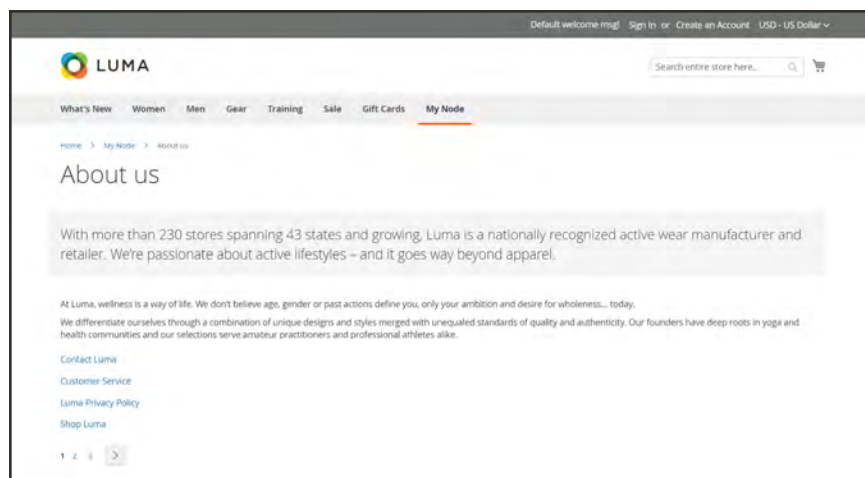 Default welcome msg! Sign In or Create an Account USD - US Dollar
LUMA
Search entire store here...
What's New Women Men Gear Training Sale Gift Cards My Node
Home > My Node > About us
About us
With more than 230 stores spanning 43 states and growing, Luma is a nationally recognized active wear manufacturer and
retailer. We're passionate about active lifestyles – and it goes way beyond apparel.
At Luma, wellness is a way of life. We don't believe age, gender or past actions define you, only your ambition and desire for wholeness... today.
We differentiate ourselves through a combination of unique designs and styles merged with unequaled standards of quality and authenticity. Our founders have deep roots in yoga and
health communities and our selections serve amateur practitioners and professional athletes alike.
Contact Luma
Customer Service
Luma Privacy Policy
Shop Luma
1 2